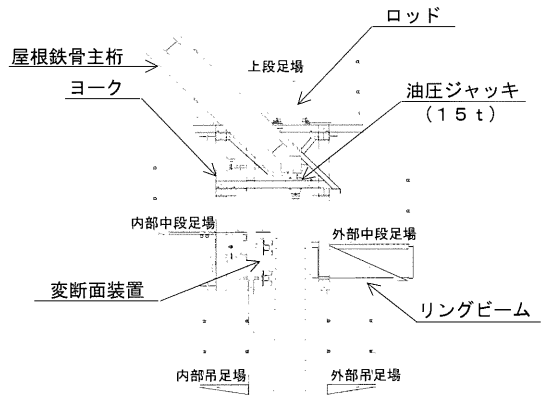 ロッド
屋根鉄骨主桁
上段足場
ヨーク
油圧ジャッキ
(15t)
内部中段足場
外部中段足場
変断面装置
リングビーム
内部吊足場
外部吊足場